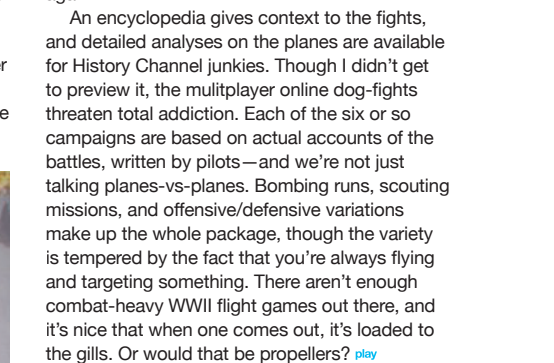 An encyclopedia gives context to the fights,
and detailed analyses on the planes are available
for History Channel junkies. Though I didn't get
to preview it, the mulitplayer online dog-fights
threaten total addiction. Each of the six or so
campaigns are based on actual accounts of the
battles, written by pilots—and we're not just
talking planes-vs-planes. Bombing runs, scouting
missions, and offensive/defensive variations
make up the whole package, though the variety
is tempered by the fact that you're always flying
and targeting something. There aren't enough
combat-heavy WWII flight games out there, and
it's nice that when one comes out, it's loaded to
the gills. Or would that be propellers? play